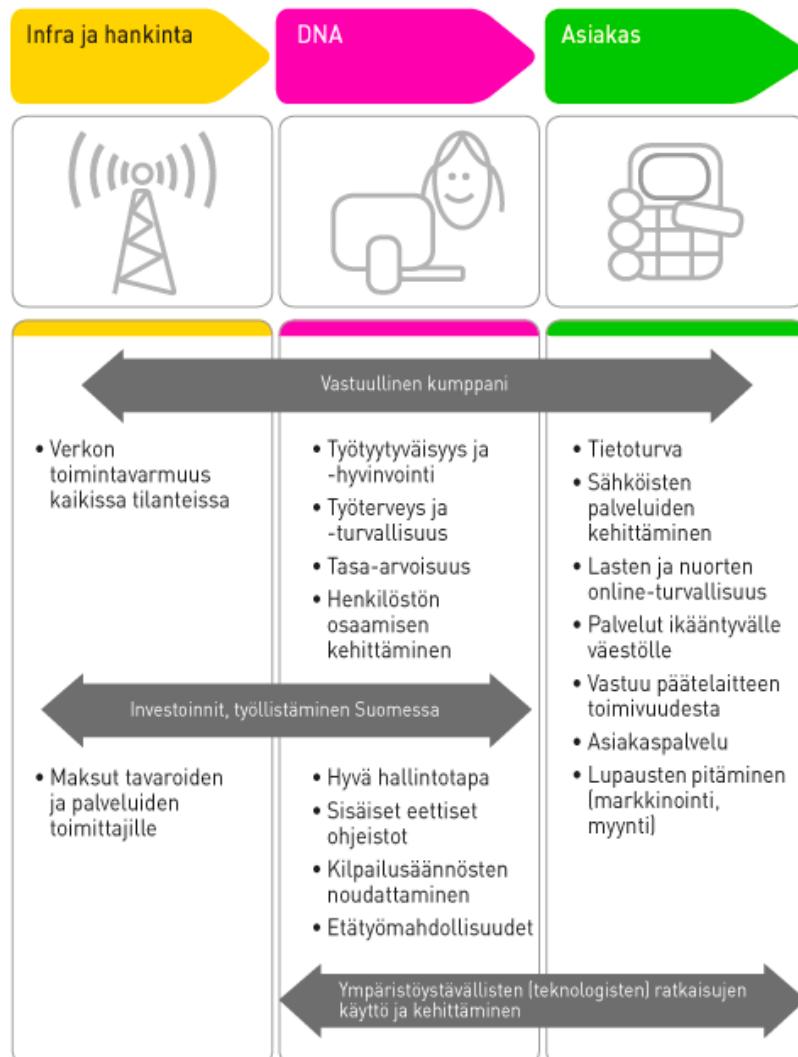 Infra ja hankinta
DNA
Asiakas
Vastuullinen kumppani
• Verkon
toimintavarmuus
kaikissa tilanteissa
• Työtyytyväisyys ja
-hyvinvointi
• Työterveys ja
-turvallisuus
• Tasa-arvoisuus
• Henkilöstön
osaamisen
kehittäminen
• Tietoturva
• Sähköisten
palveluiden
kehittäminen
• Lasten ja nuorten
online-turvallisuus
• Palvelut ikääntyvälle
väestölle
• Vastuu päätelaitteen
toimivuudesta
• Asiakaspalvelu
• Lupausten pitäminen
(markkinointi,
myynti)
Investoinnit, työllistäminen Suomessa
• Maksut tavaroiden
ja palveluiden
toimittajille
• Hyvä hallintotapa
• Sisäiset eettiset
ohjeistot
• Kilpailusäännösten
noudattaminen
• Etätyömahdollisuudet
Ympäristöystävällisten (teknologisten) ratkaisujen
käyttö ja kehittäminen